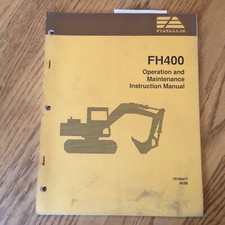 FIATALLIS
FH400
Operation and
Maintenance
Instruction Manual